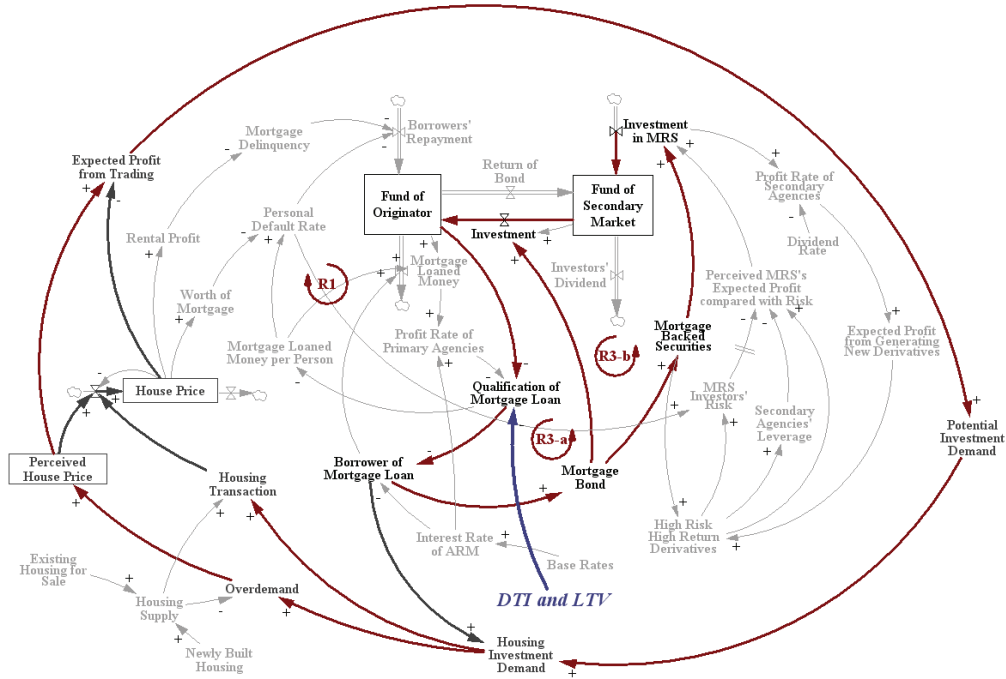 Borrowers'
Repayment
Investment
in MRS
Mortgage
Delinquency
Expected Profit
from Trading
Return of
Bond
Profit Rate of
Secondary
Agencies
Fund of
Originator
Fund of
Secondary
Market
Personal
Default Rate
Rental Profit
Investment
Dividend
Rate
Mortgage
Loaned
Money
Investors'
Dividend
R1
Worth of
Mortgage
Perceived MRS's
Expected Profit
compared with Risk
Profit Rate of
Primary Agencies
Mortgage
Backed
Securities
Expected Profit
from Generating
New Derivatives
Mortgage Loaned
Money per Person
R3-b
House Price
Qualification of
Mortgage Loan
MRS
Investors'
Risk
Secondary
Agencies'
Leverage
Potential Investment
Demand
R3-a
Perceived
House Price
Borrower of
Mortgage Loan
Mortgage
Bond
Housing
Transaction
High Risk
High Return
Derivatives
Interest Rate
of ARM
Base Rates
Existing
Housing for
Sale
Overdemand
DTI and LTV
Housing
Supply
Newly Built
Housing
Housing
Investment
Demand